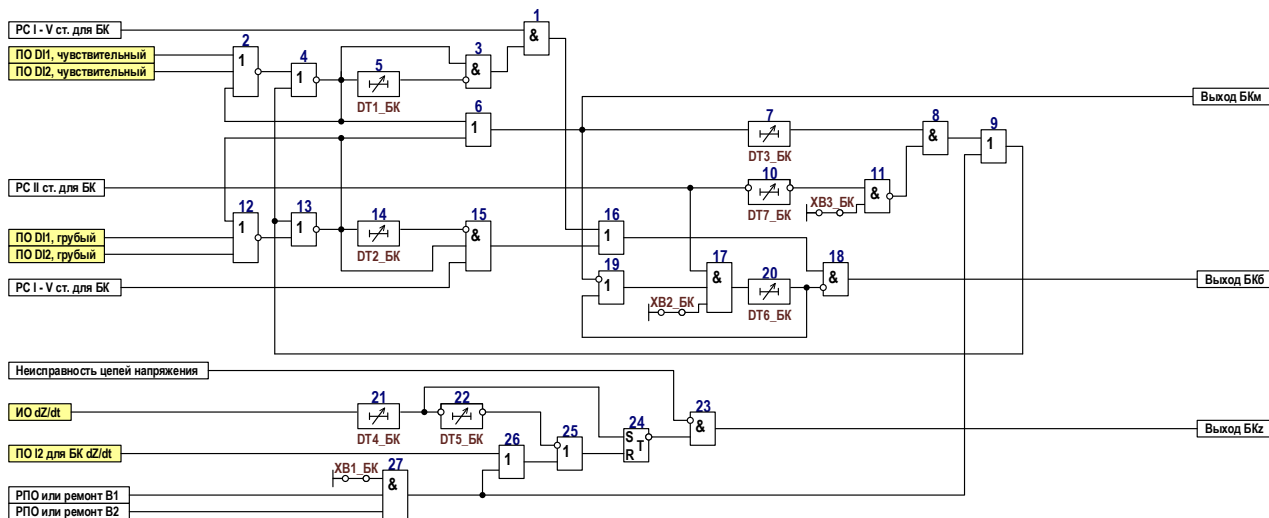 РС I - V ст. для БК
ПО DI1, чувствительный
ПО DI2, чувствительный
1
&
2
1
4
1
5
DT1_БК
3
&
6
1
7
DT3_БК
8
&
9
1
Выход БКм
РС II ст. для БК
10
DT7_БК
11
&
XB3_БК
12
1
13
1
14
DT2_БК
15
&
16
1
ПО DI1, грубый
ПО DI2, грубый
РС I - V ст. для БК
19
1
17
&
XB2_БК
20
DT6_БК
18
&
Выход БКб
Неисправность цепей напряжения
ИО dZ/dt
21
DT4_БК
22
DT5_БК
24
S
T
R
23
&
Выход БКz
ПО I2 для БК dZ/dt
26
1
25
1
XB1_БК
27
&
РПО или ремонт В1
РПО или ремонт В2